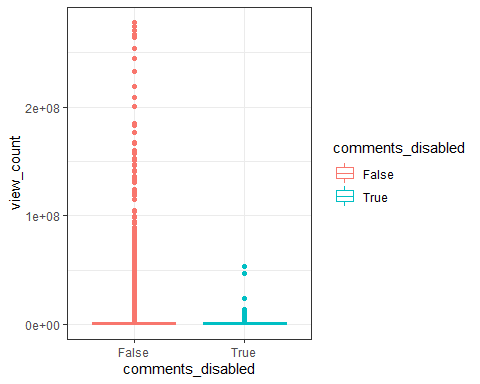 view_count
2e+08
1e+08
0e+00
False
True
comments_disabled
comments_disabled
False
True